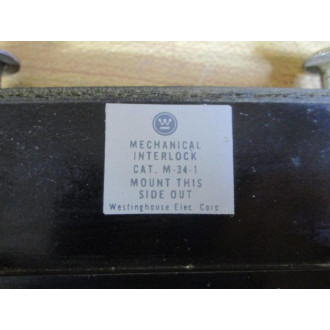 MECHANICAL
INTERLOCK
CAT. M-34-1
MOUNT THIS
SIDE OUT
Westinghouse Elec. Corp.